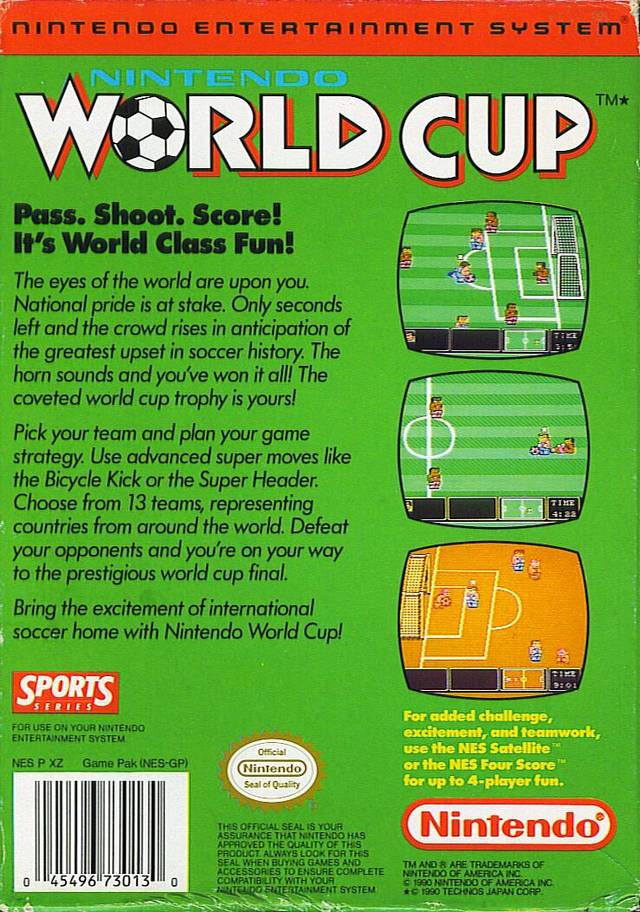 NINTENDO ENTERTAINMENT SYSTEM®
NINTENDO
WORLD CUP™★
Pass. Shoot. Score!
It's World Class Fun!
The eyes of the world are upon you.
National pride is at stake. Only seconds
left and the crowd rises in anticipation of
the greatest upset in soccer history. The
horn sounds and you've won it all! The
coveted world cup trophy is yours!
Pick your team and plan your game
strategy. Use advanced super moves like
the Bicycle Kick or the Super Header.
Choose from 13 teams, representing
countries from around the world. Defeat
your opponents and you're on your way
to the prestigious world cup final.
Bring the excitement of international
soccer home with Nintendo World Cup!
TIME
TIME
4:22
TIME
9:01
For added challenge,
excitement, and teamwork,
use the NES Satellite™
or the NES Four Score™
for up to 4-player fun.
SPORTS
SERIES
FOR USE ON YOUR NINTENDO
ENTERTAINMENT SYSTEM
NES P XZ Game Pak (NES-GP)
0 45496 73013 0
Official
Nintendo
Seal of Quality
THIS OFFICIAL SEAL IS YOUR
ASSURANCE THAT NINTENDO HAS
APPROVED THE QUALITY OF THIS
PRODUCT. ALWAYS LOOK FOR THIS
SEAL WHEN BUYING GAMES AND
ACCESSORIES TO ENSURE COMPLETE
COMPATIBILITY WITH YOUR
NINTENDO ENTERTAINMENT SYSTEM.
Nintendo®
TM AND ® ARE TRADEMARKS OF
NINTENDO OF AMERICA INC.
© 1990 NINTENDO OF AMERICA INC.
★© 1990 TECHNOS JAPAN CORP.